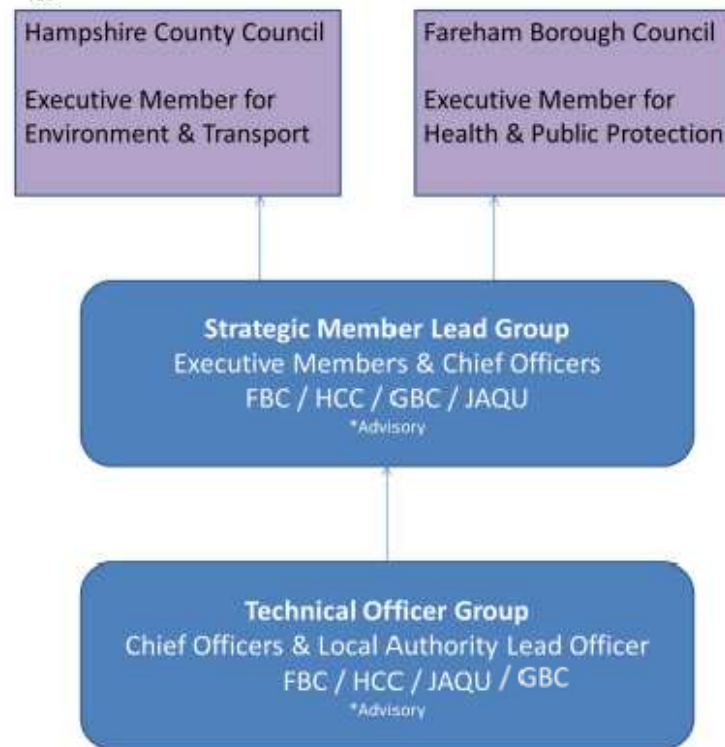 Hampshire County Council
Executive Member for
Environment & Transport
Fareham Borough Council
Executive Member for
Health & Public Protection
Strategic Member Lead Group
Executive Members & Chief Officers
FBC / HCC / GBC / JAQU
*Advisory
Technical Officer Group
Chief Officers & Local Authority Lead Officer
FBC / HCC / JAQU / GBC
*Advisory